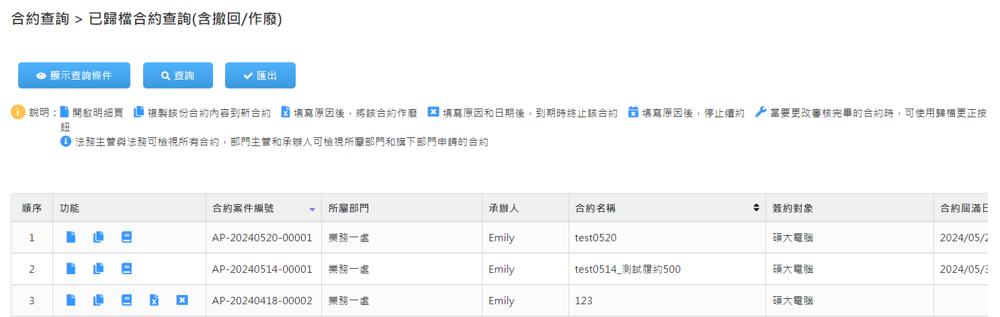 合約查詢 > 已歸檔合約查詢(含撤回/作廢)
顯示查詢條件 查詢 匯出
說明： 開啟明細頁 複製該份合約內容到新合約 填寫原因後，將該合約作廢 填寫原因和日期後，到期時終止該合約 填寫原因後，停止續約 當要更改審核完畢的合約時，可使用歸檔更正按
鈕
法務主管與法務可檢視所有合約，部門主管和承辦人可檢視所屬部門和旗下部門申請的合約
順序 功能 合約案件編號 所屬部門 承辦人 合約名稱 簽約對象 合約屆滿日
1 AP-20240520-00001 業務一處 Emily test0520 碩大電腦 2024/05/2
2 AP-20240514-00001 業務一處 Emily test0514_測試履約500 碩大電腦 2024/05/3
3 AP-20240418-00002 業務一處 Emily 123 碩大電腦